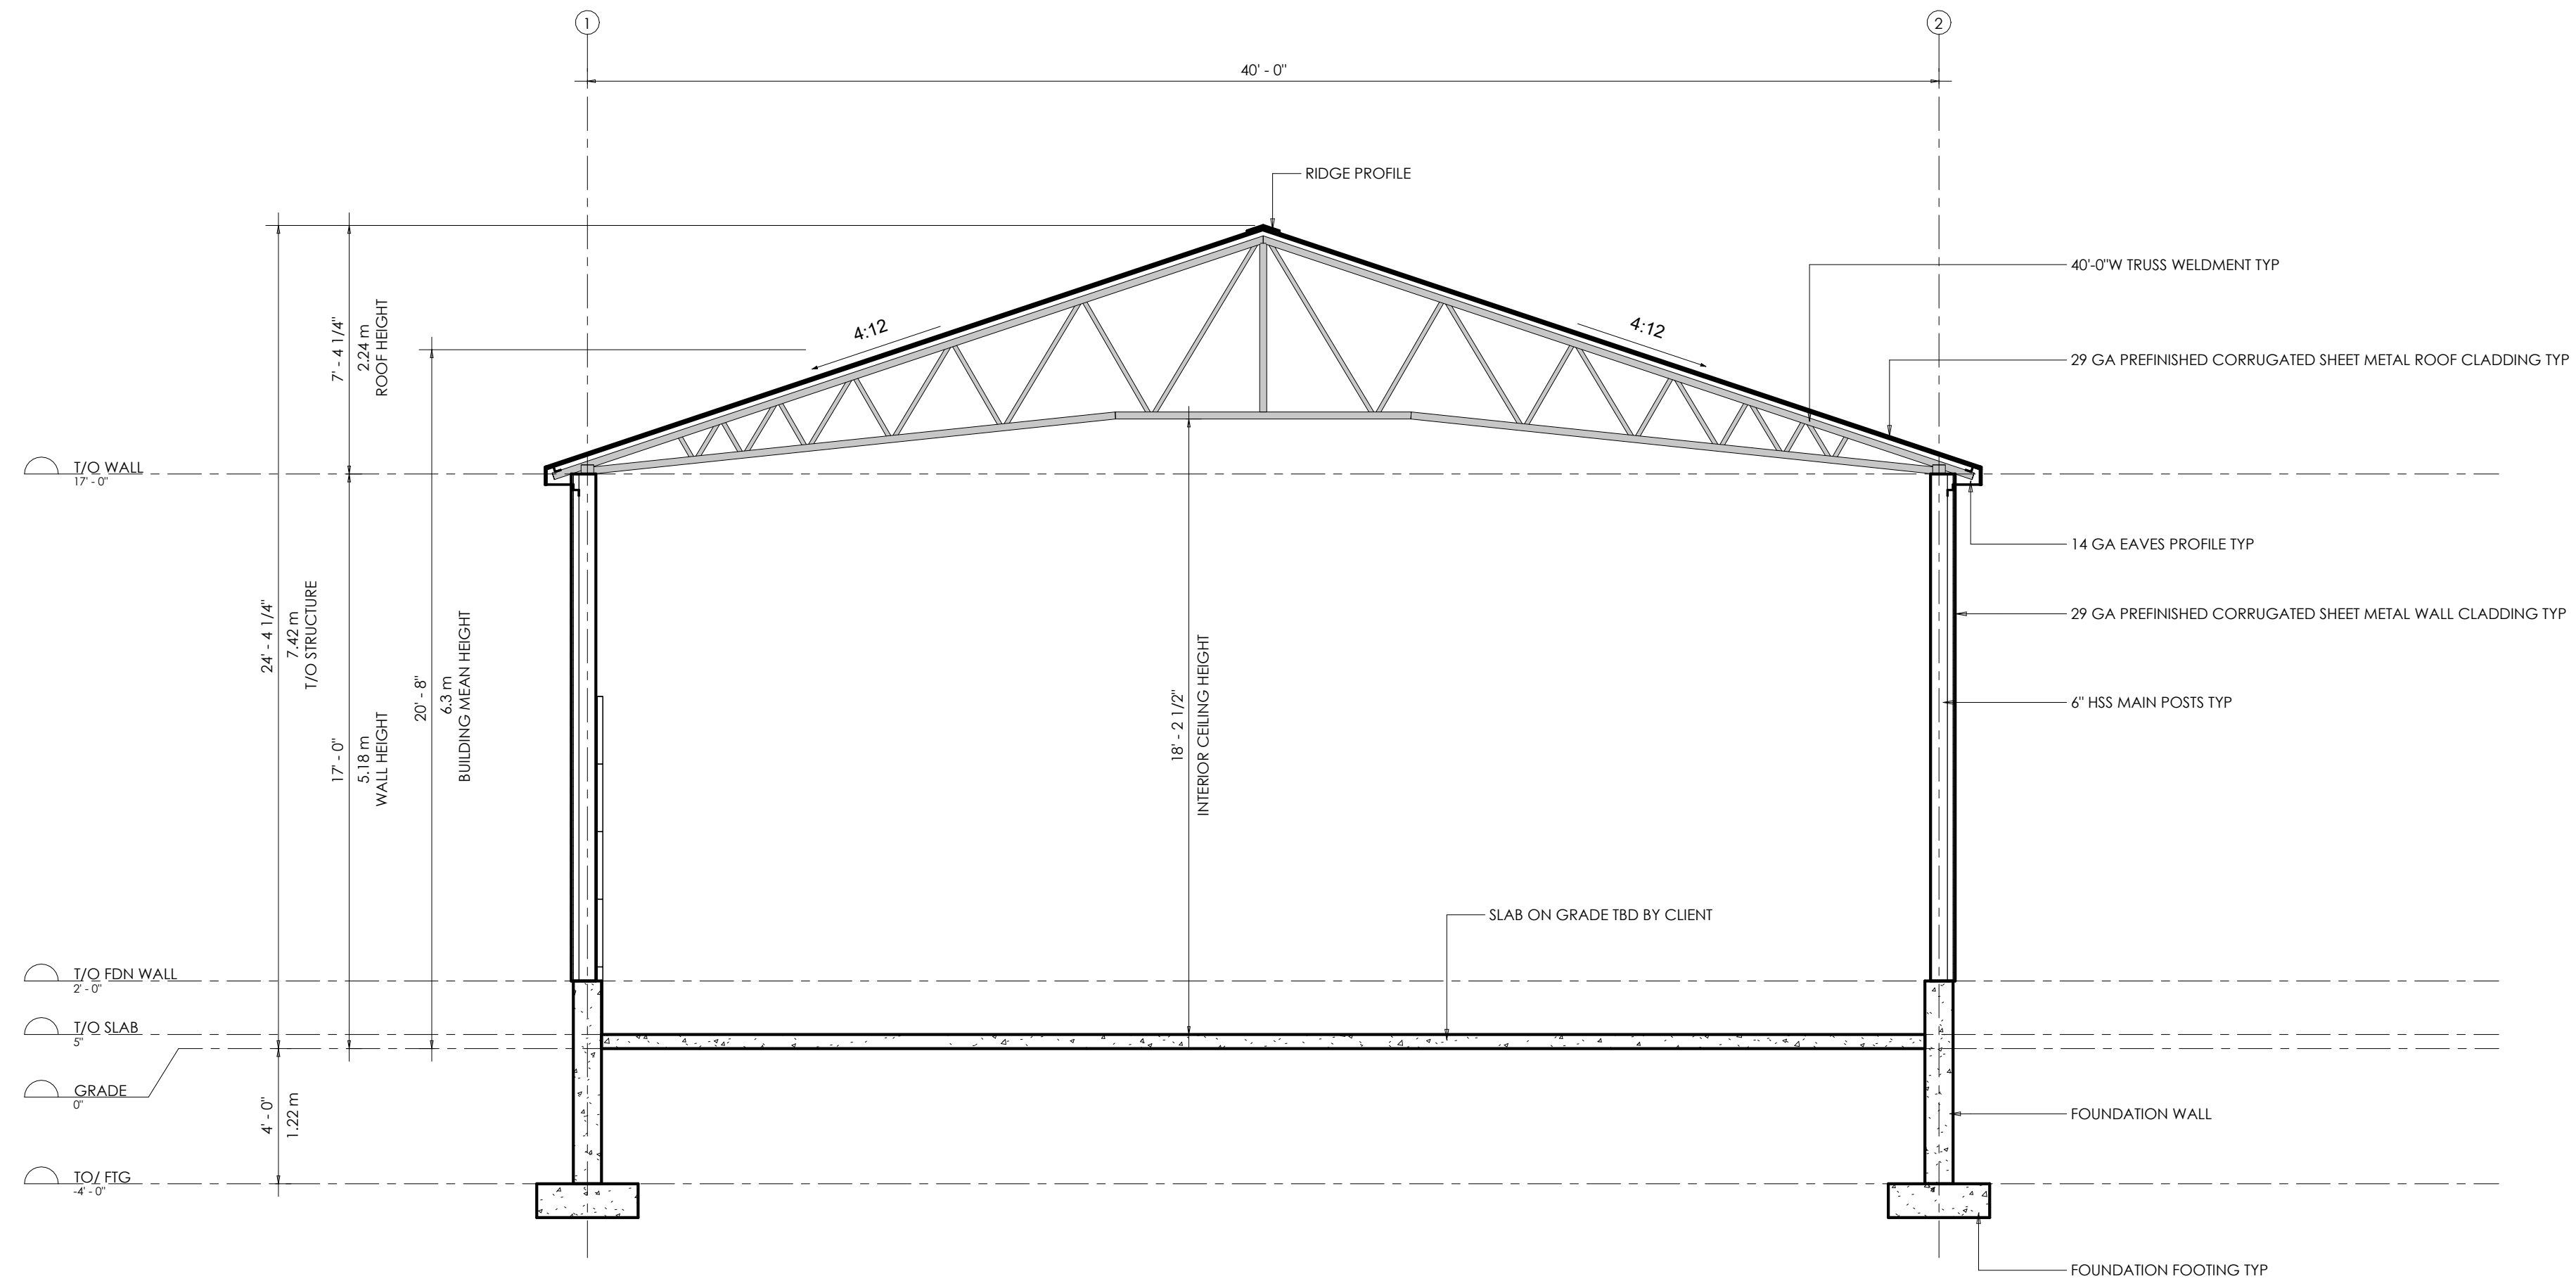 1
2
40' - 0"
RIDGE PROFILE
40'-0"W TRUSS WELDMENT TYP
4:12
4:12
7' - 4 1/4"
2.24 m
ROOF HEIGHT
29 GA PREFINISHED CORRUGATED SHEET METAL ROOF CLADDING TYP
T/O WALL
17' - 0"
14 GA EAVES PROFILE TYP
29 GA PREFINISHED CORRUGATED SHEET METAL WALL CLADDING TYP
24' - 4 1/4"
7.42 m
T/O STRUCTURE
17' - 0"
5.18 m
WALL HEIGHT
20' - 8"
6.3 m
BUILDING MEAN HEIGHT
18' - 2 1/2"
INTERIOR CEILING HEIGHT
6" HSS MAIN POSTS TYP
SLAB ON GRADE TBD BY CLIENT
T/O FDN WALL
2' - 0"
T/O SLAB
5"
GRADE
0"
4' - 0"
1.22 m
FOUNDATION WALL
TO/ FTG
-4' - 0"
FOUNDATION FOOTING TYP